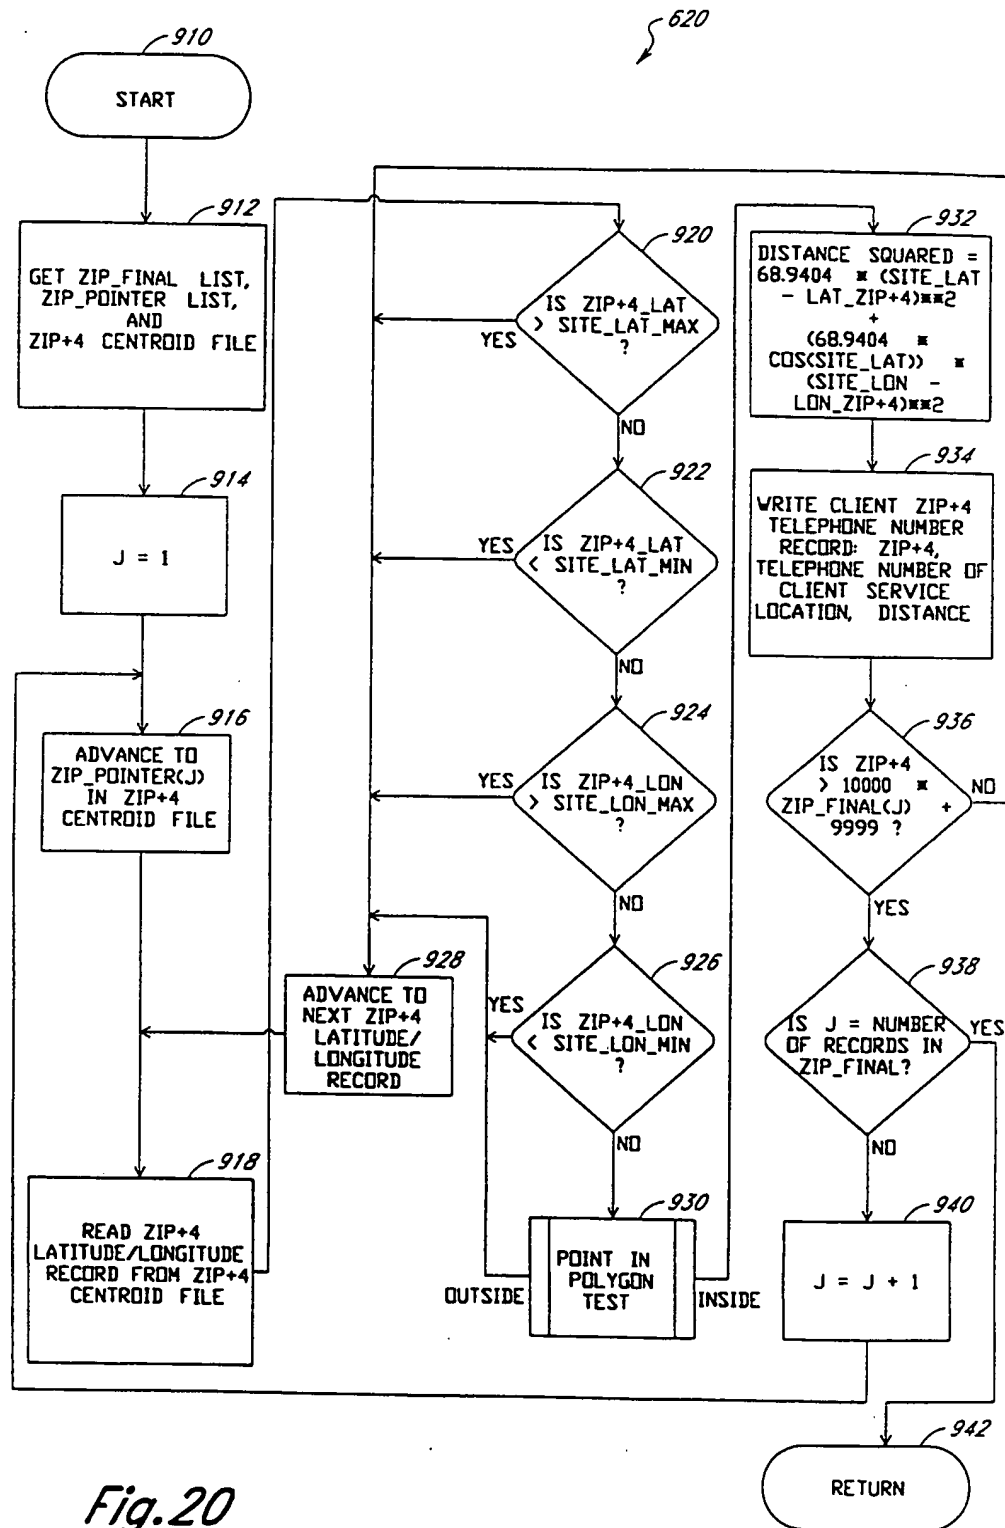 620
910
START
912
GET ZIP_FINAL LIST,
ZIP_POINTER LIST,
AND
ZIP+4 CENTROID FILE
914
J = 1
916
ADVANCE TO
ZIP_POINTER(J)
IN ZIP+4
CENTROID FILE
918
READ ZIP+4
LATITUDE/LONGITUDE
RECORD FROM ZIP+4
CENTROID FILE
920
IS ZIP+4_LAT
> SITE_LAT_MAX
?
YES
NO
922
IS ZIP+4_LAT
< SITE_LAT_MIN
?
YES
NO
924
IS ZIP+4_LON
> SITE_LON_MAX
?
YES
NO
926
IS ZIP+4_LON
< SITE_LON_MIN
?
YES
NO
928
ADVANCE TO
NEXT ZIP+4
LATITUDE/
LONGITUDE
RECORD
930
POINT IN
POLYGON
TEST
OUTSIDE
INSIDE
932
DISTANCE SQUARED =
68.9404 * (SITE_LAT
- LAT_ZIP+4)**2
+
(68.9404 *
COS(SITE_LAT)) *
(SITE_LON -
LON_ZIP+4)**2
934
WRITE CLIENT ZIP+4
TELEPHONE NUMBER
RECORD: ZIP+4,
TELEPHONE NUMBER OF
CLIENT SERVICE
LOCATION, DISTANCE
936
IS ZIP+4
> 10000 *
ZIP_FINAL(J) +
9999 ?
NO
YES
938
IS J = NUMBER
OF RECORDS IN
ZIP_FINAL?
YES
NO
940
J = J + 1
942
RETURN
Fig.20